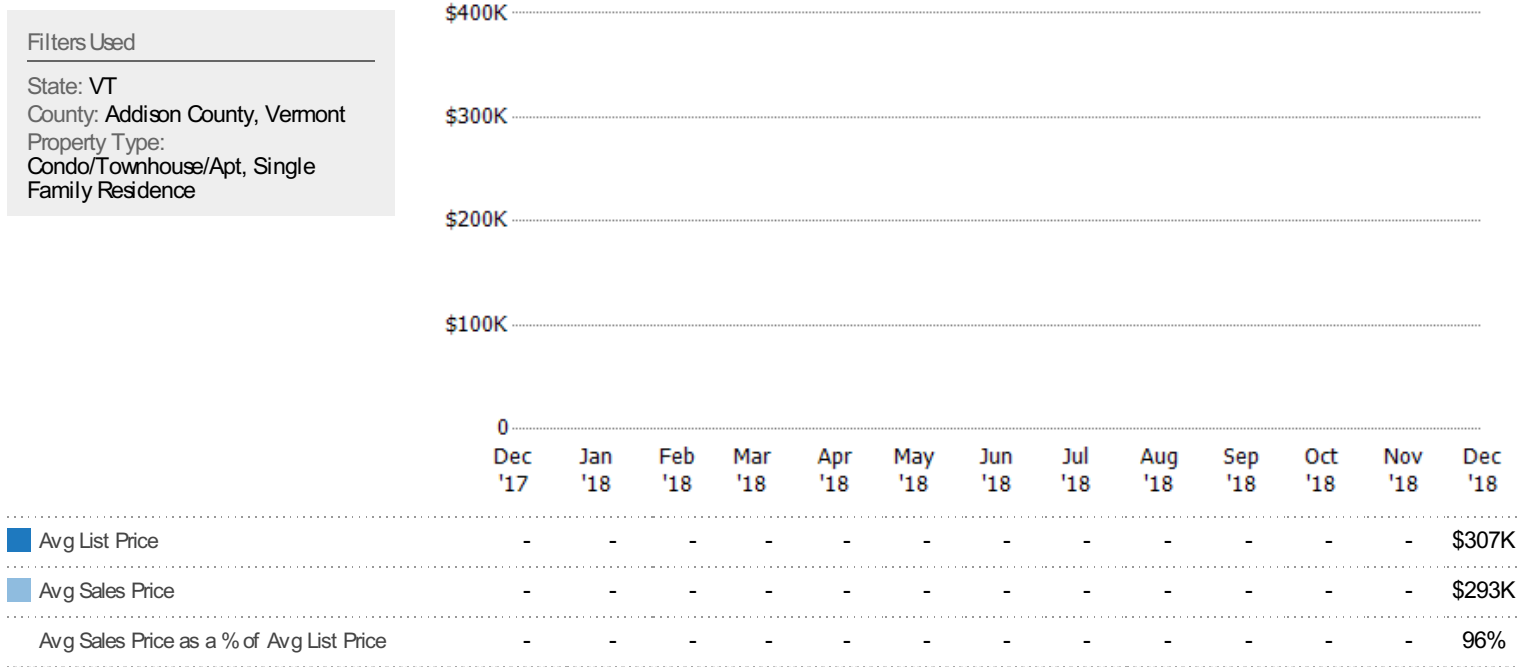 Filters Used
State: VT
County: Addison County, Vermont
Property Type:
Condo/Townhouse/Apt, Single
Family Residence
$400K
$300K
$200K
$100K
0
Dec Jan Feb Mar Apr May Jun Jul Aug Sep Oct Nov Dec
'17 '18 '18 '18 '18 '18 '18 '18 '18 '18 '18 '18 '18
Avg List Price - - - - - - - - - - - - $307K
Avg Sales Price - - - - - - - - - - - - $293K
Avg Sales Price as a % of Avg List Price - - - - - - - - - - - - 96%